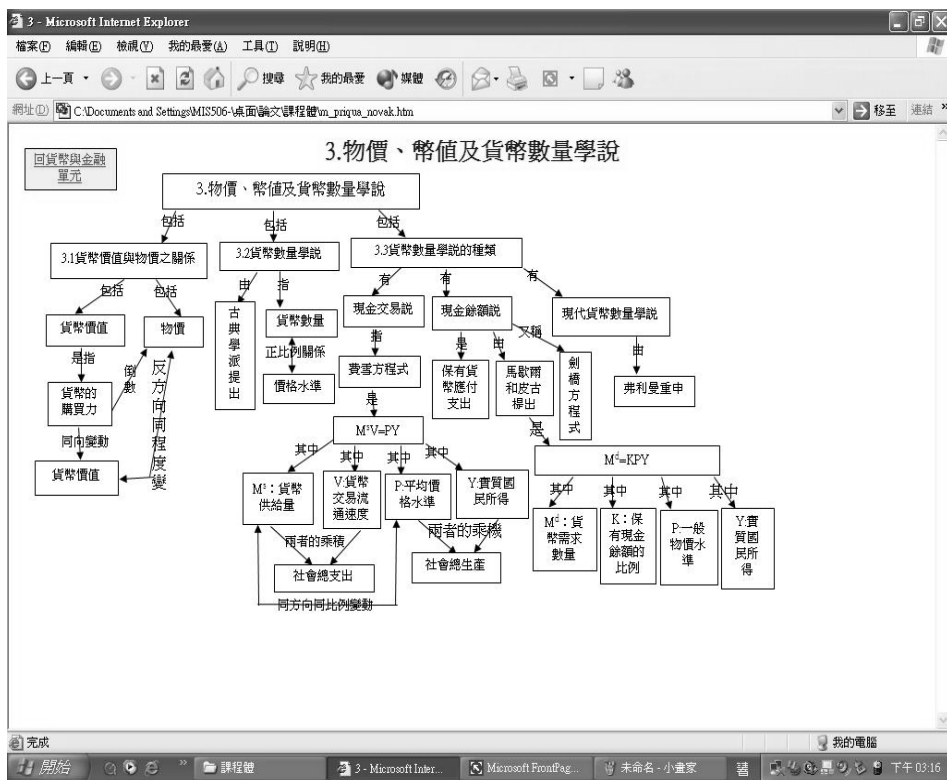 3 - Microsoft Internet Explorer
檔案(F) 編輯(E) 檢視(V) 我的最愛(A) 工具(T) 說明(H)
上一頁 搜尋 我的最愛 媒體
網址(D) C:\Documents and Settings\MIS506-\桌面\論文\課程體\m_priqua_novak.htm 移至 連結 »
3.物價、幣值及貨幣數量學說
回貨幣與金融
單元
3.物價、幣值及貨幣數量學說
包括 包括 包括
3.1貨幣價值與物價之關係
3.2貨幣數量學說
3.3貨幣數量學說的種類
包括 包括
由 指
有 有 有
貨幣價值
物價
古典學派提出
貨幣數量
現金交易說
現金餘額說
現代貨幣數量學說
是指
倒數
反方向同程度變
正比例關係
指
是 由 又稱
由
貨幣的
購買力
價格水準
費雪方程式
保有貨
幣應付
支出
馬歇爾
和皮古
提出
劍橋方程式
弗利曼重申
同向變動
貨幣價值
是
是
MˢV=PY
Mᵈ=KPY
其中 其中 其中 其中
其中 其中 其中 其中
Mˢ：貨幣
供給量
V:貨幣
交易流
通速度
P:平均價
格水準
Y:實質國
民所得
Mᵈ：貨
幣需求
數量
K：保
有現金
餘額的
比例
P:一般
物價水
準
Y:實
質國
民所
得
兩者的乘積
兩者的乘機
社會總支出
社會總生產
同方向同比例變動
完成 我的電腦
開始 » 課程體 3 - Microsoft Inter... Microsoft FrontPag... 未命名 - 小畫家 下午 03:16